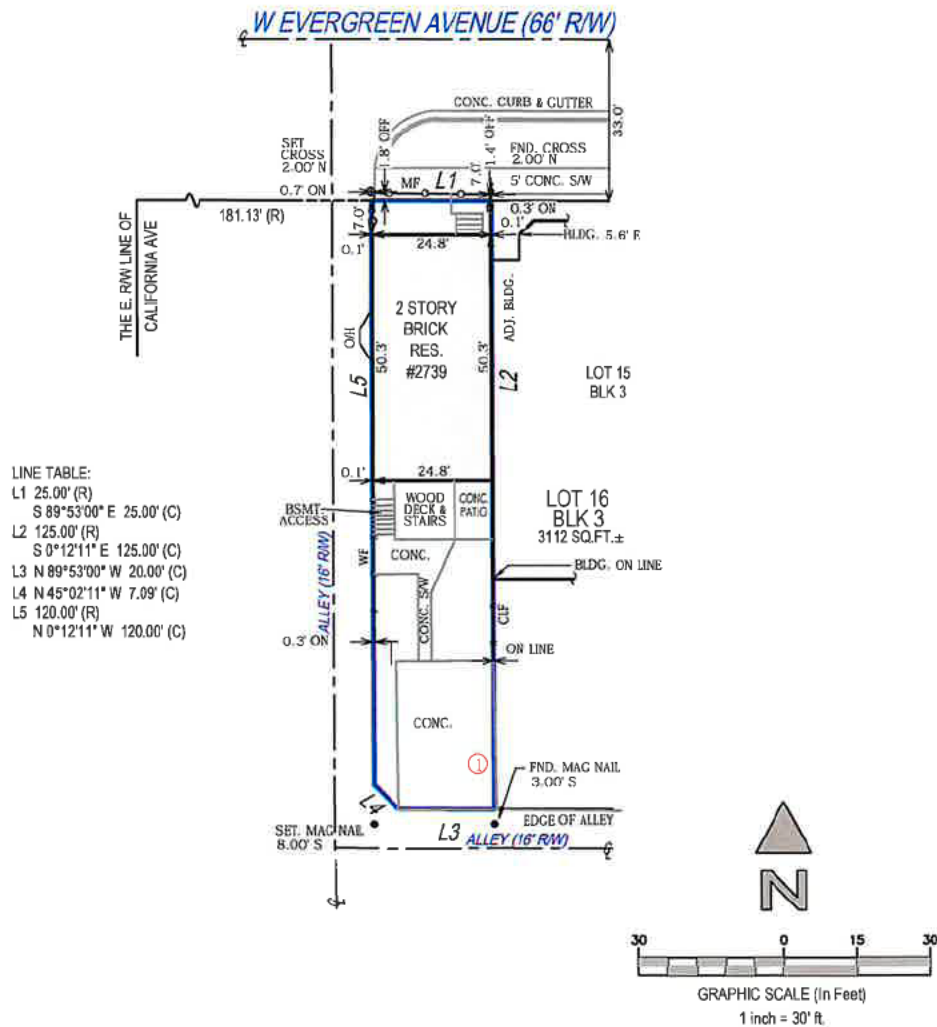 W EVERGREEN AVENUE (66' R/W)
CONC. CURB & GUTTER
33.0'
SET
CROSS
2.00' N
1.8' OFF
1.4' OFF
FND. CROSS
2.00' N
7.0'
0.7' ON
MF
L1
5' CONC. S/W
0.3' ON
181.13' (R)
7.0'
0.1'
BLDG. 5.6' E
0.1'
24.8'
THE E. R/W LINE OF
CALIFORNIA AVE
2 STORY
BRICK
RES.
#2739
O/H
50.3'
50.3'
ADJ. BLDG.
L5
L2
LOT 15
BLK 3
LINE TABLE:
L1 25.00' (R)
S 89°53'00" E 25.00' (C)
L2 125.00' (R)
S 0°12'11" E 125.00' (C)
L3 N 89°53'00" W 20.00' (C)
L4 N 45°02'11" W 7.09' (C)
L5 120.00' (R)
N 0°12'11" W 120.00' (C)
0.1'
24.8'
BSMT.
ACCESS
WOOD
DECK &
STAIRS
CONC.
PATIO
LOT 16
BLK 3
3112 SQ.FT.±
WF
CONC.
BLDG. ON LINE
ALLEY (16' R/W)
CONC. S/W
CLF
0.3' ON
ON LINE
CONC.
1
FND. MAG NAIL
3.00' S
L4
EDGE OF ALLEY
SET. MAG NAIL
8.00' S
L3
ALLEY (16' R/W)
N
30 0 15 30
GRAPHIC SCALE (In Feet)
1 inch = 30' ft.